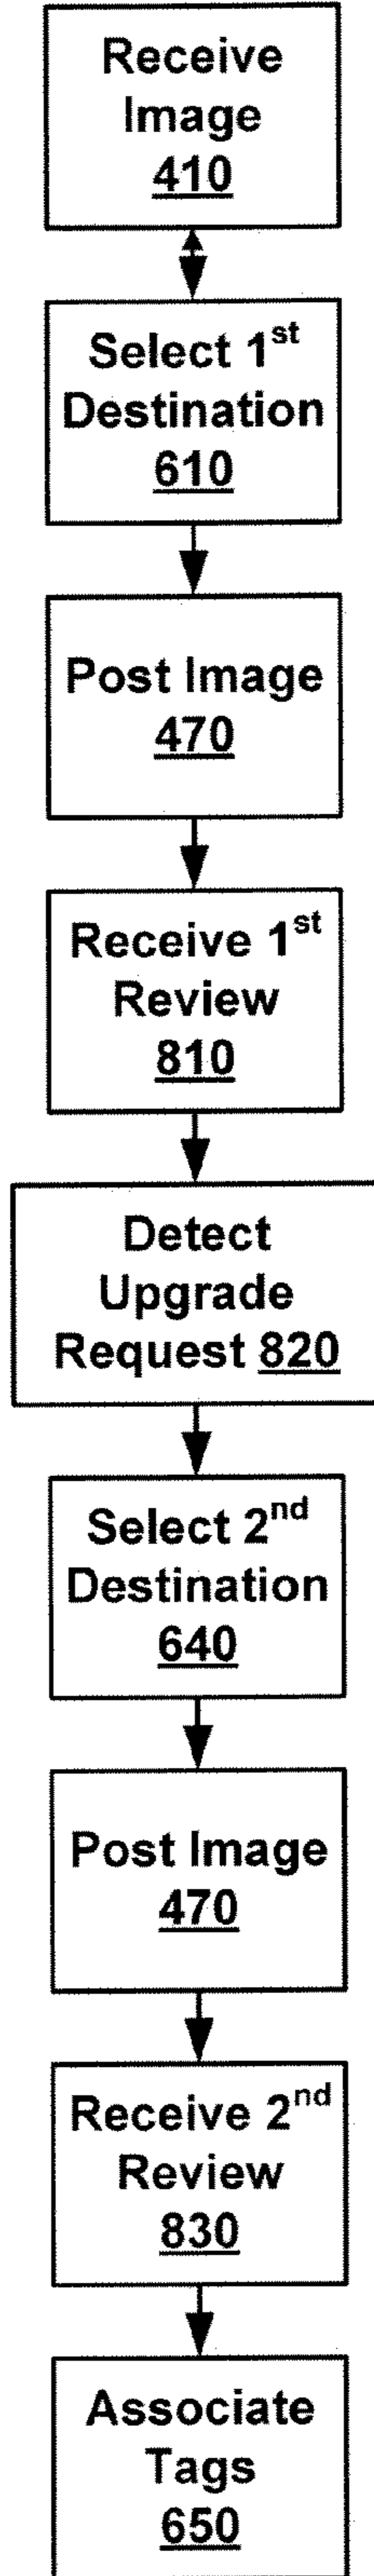 Receive
Image
410
Select 1st
Destination
610
Post Image
470
Receive 1st
Review
810
Detect
Upgrade
Request 820
Select 2nd
Destination
640
Post Image
470
Receive 2nd
Review
830
Associate
Tags
650